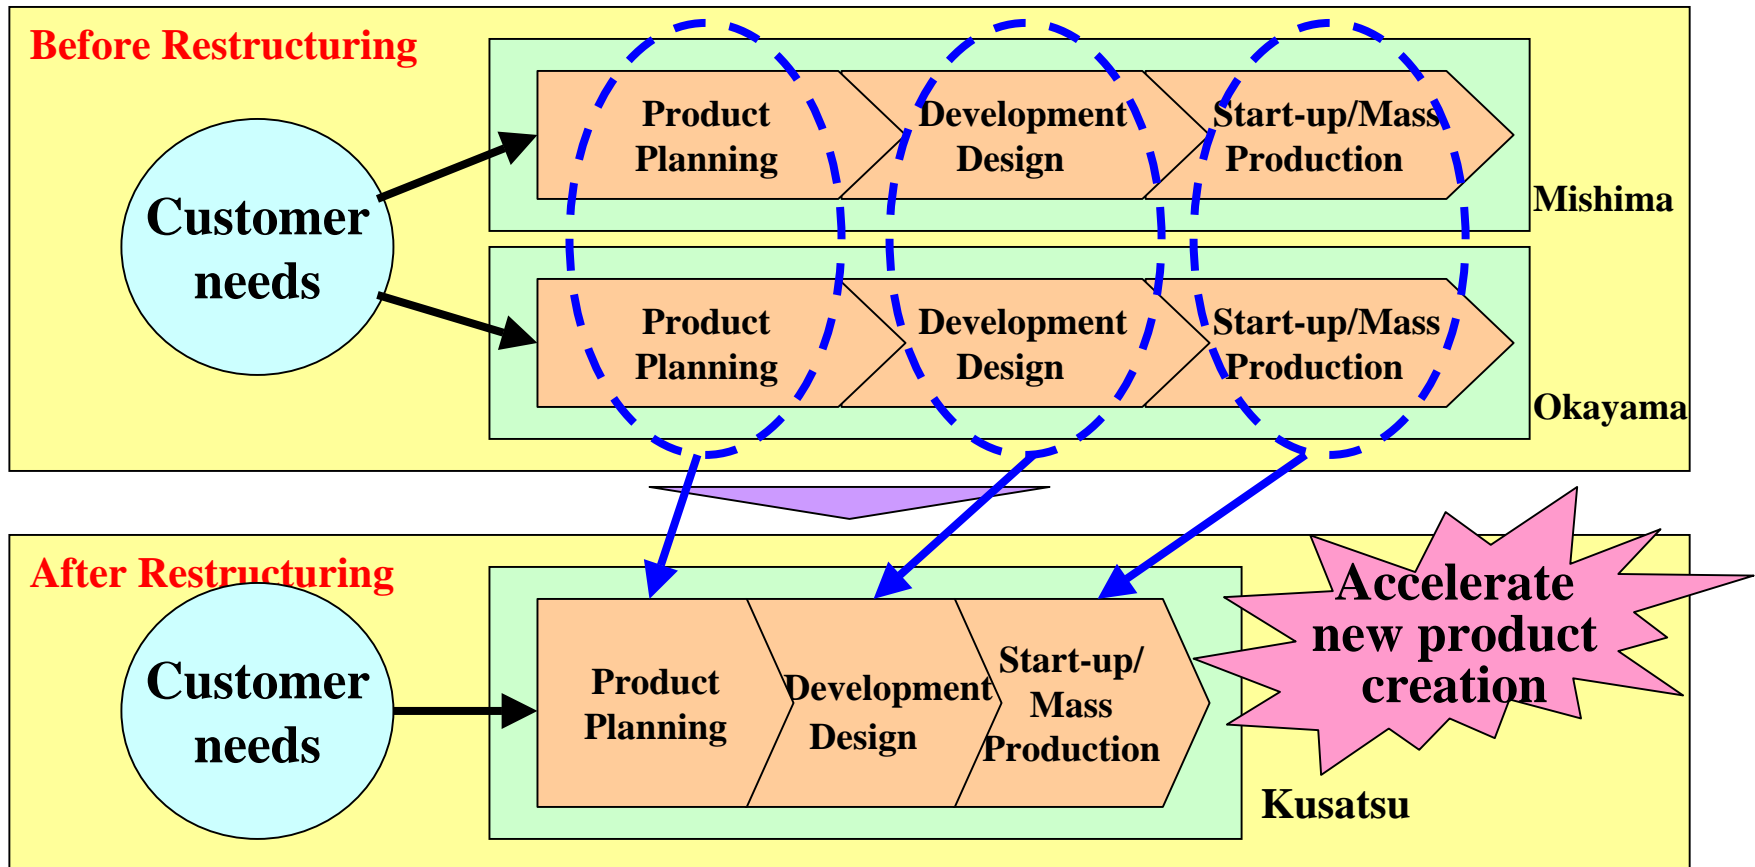 Before Restructuring
Customer
needs
Product
Planning
Development
Design
Start-up/Mass
Production
Mishima
Product
Planning
Development
Design
Start-up/Mass
Production
Okayama
After Restructuring
Customer
needs
Product
Planning
Development
Design
Start-up/
Mass
Production
Kusatsu
Accelerate
new product
creation